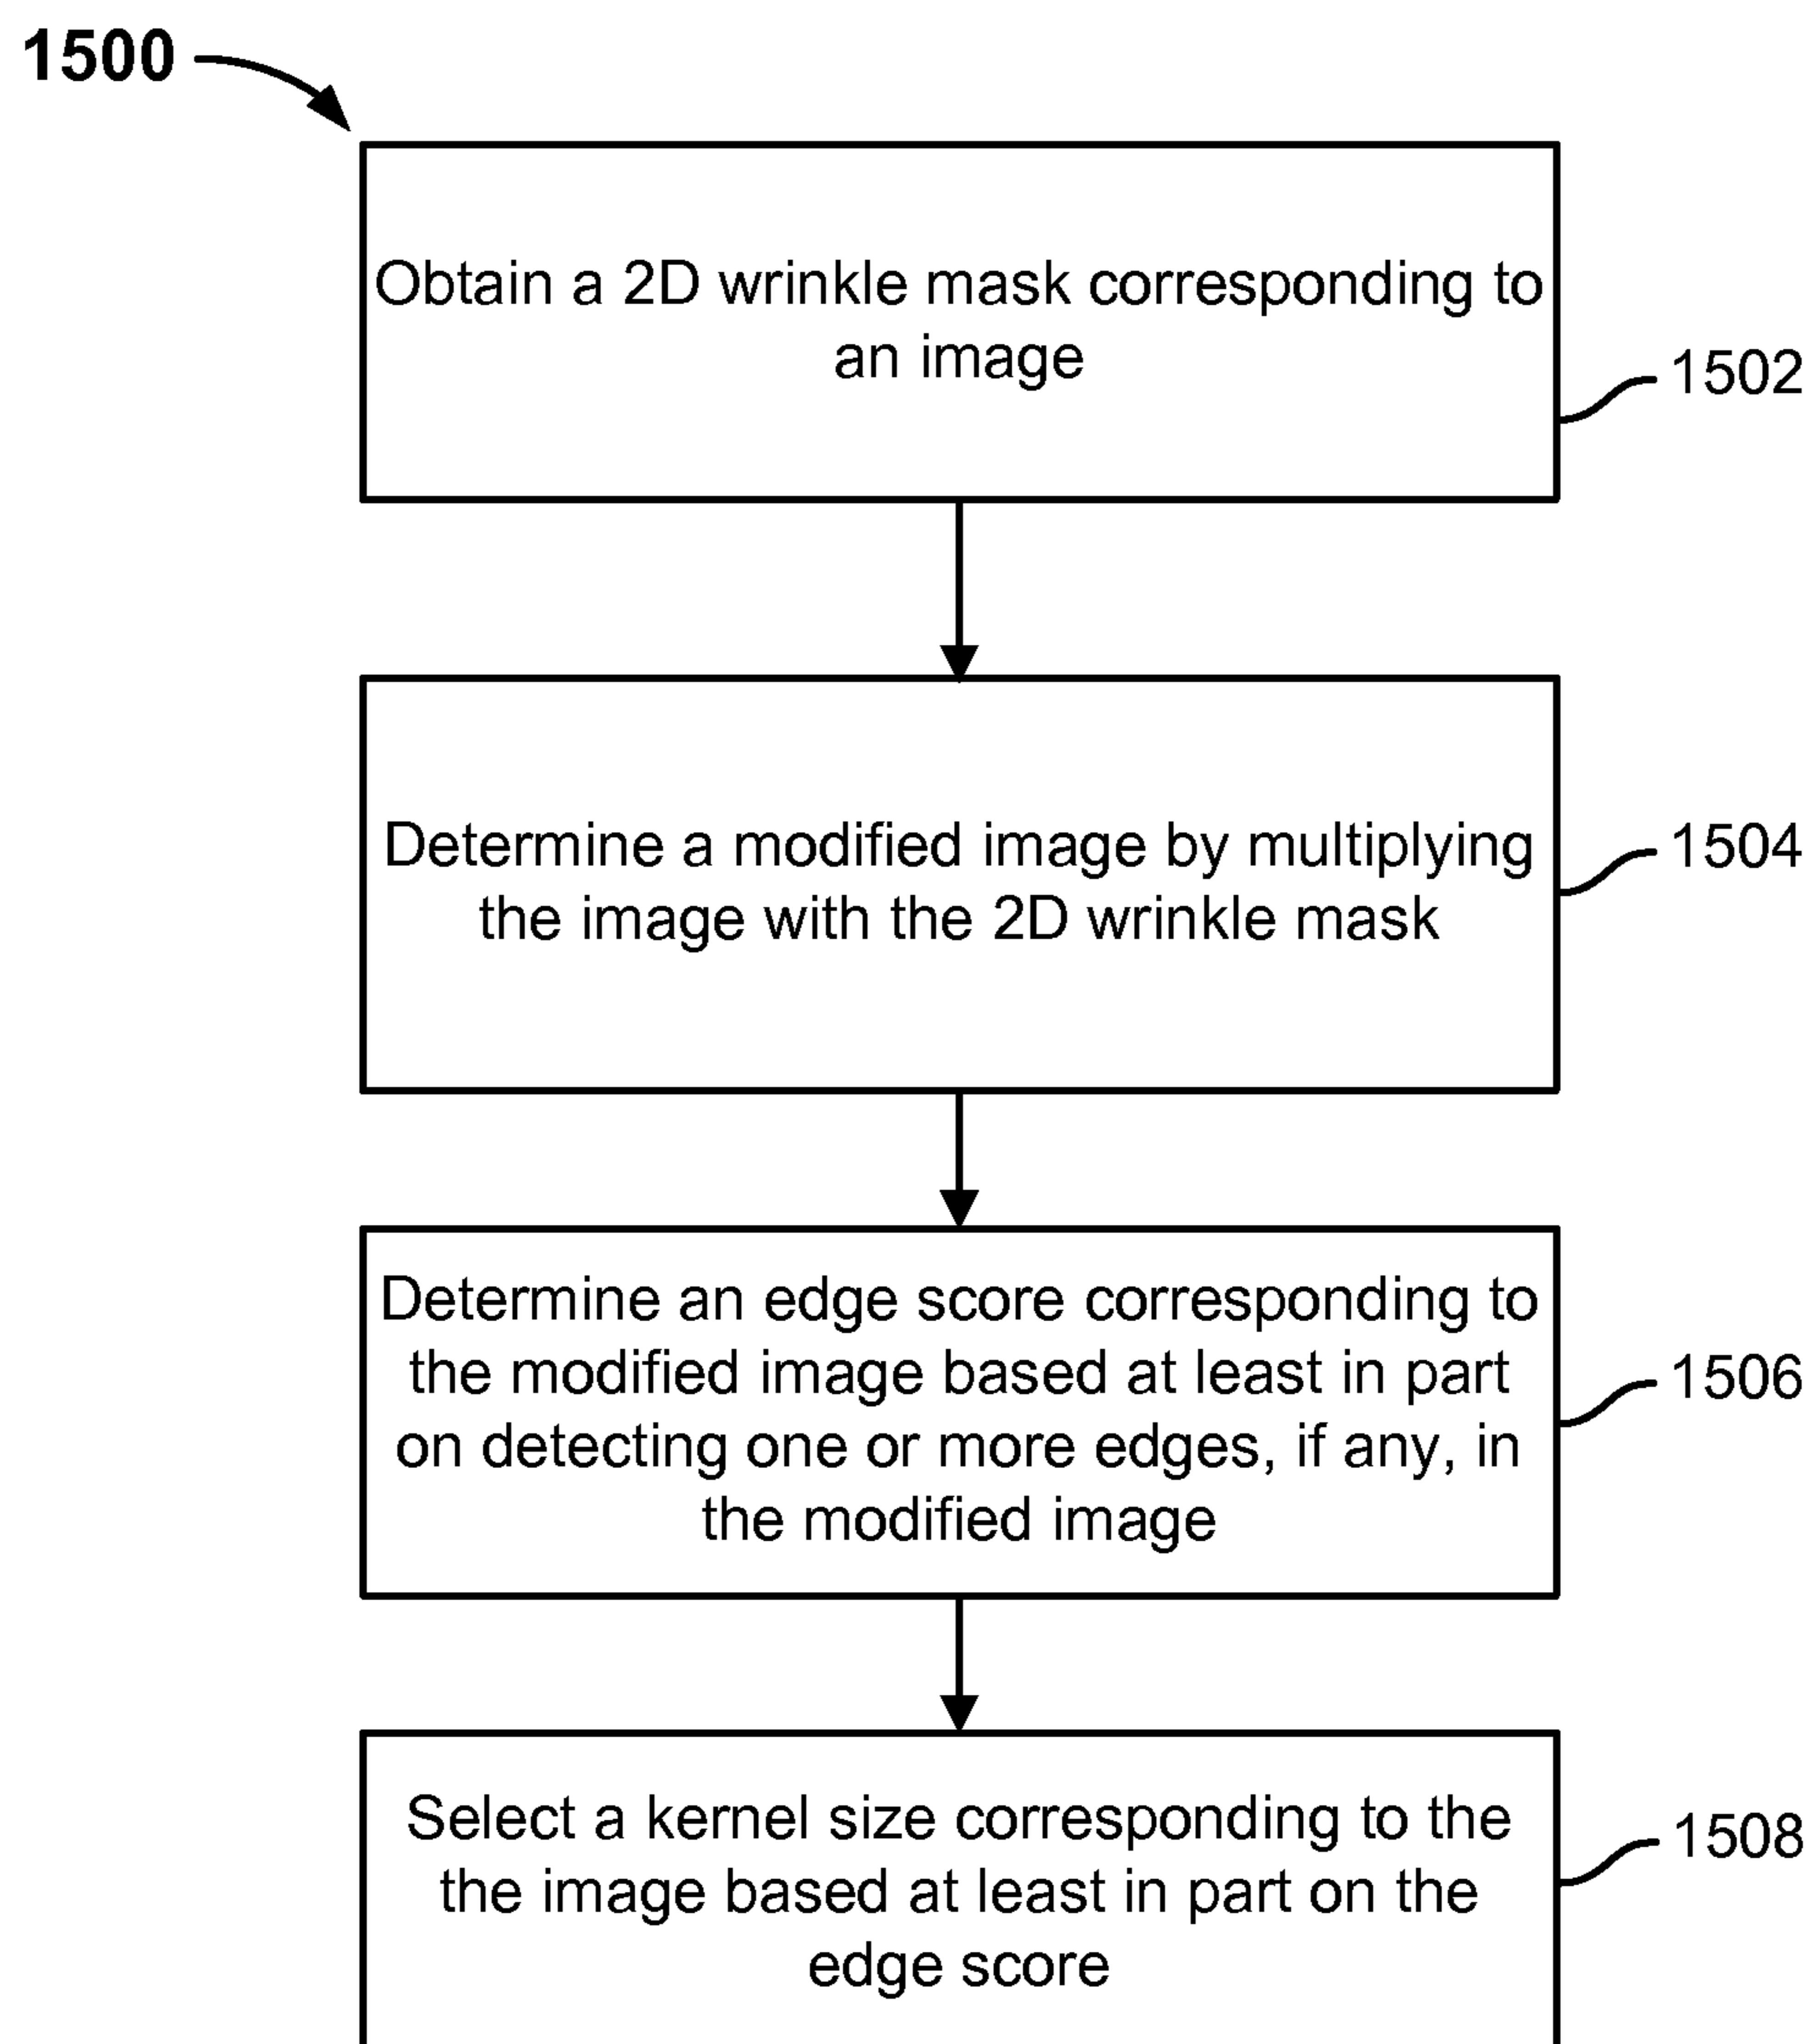 1500
Obtain a 2D wrinkle mask corresponding to
an image
1502
Determine a modified image by multiplying
the image with the 2D wrinkle mask
1504
Determine an edge score corresponding to
the modified image based at least in part
on detecting one or more edges, if any, in
the modified image
1506
Select a kernel size corresponding to the
the image based at least in part on the
edge score
1508